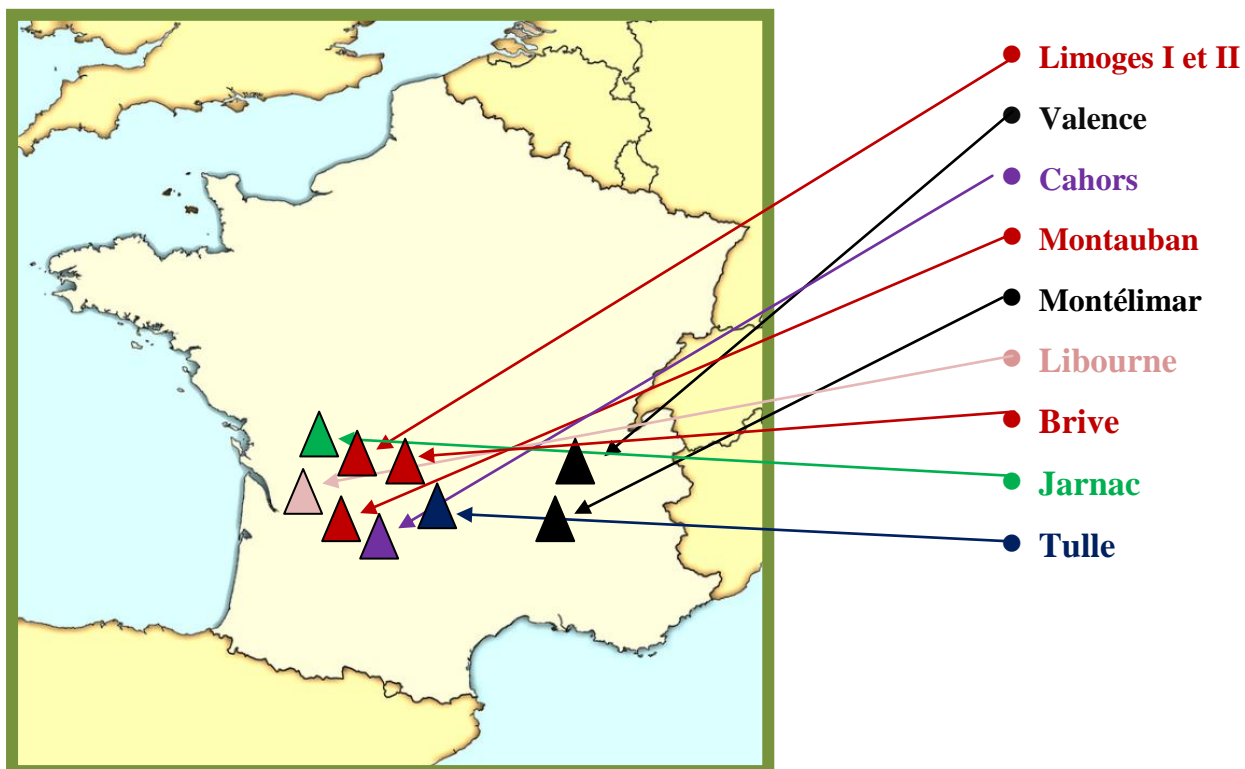 Limoges I et II
Valence
Cahors
Montauban
Montélimar
Libourne
Brive
Jarnac
Tulle